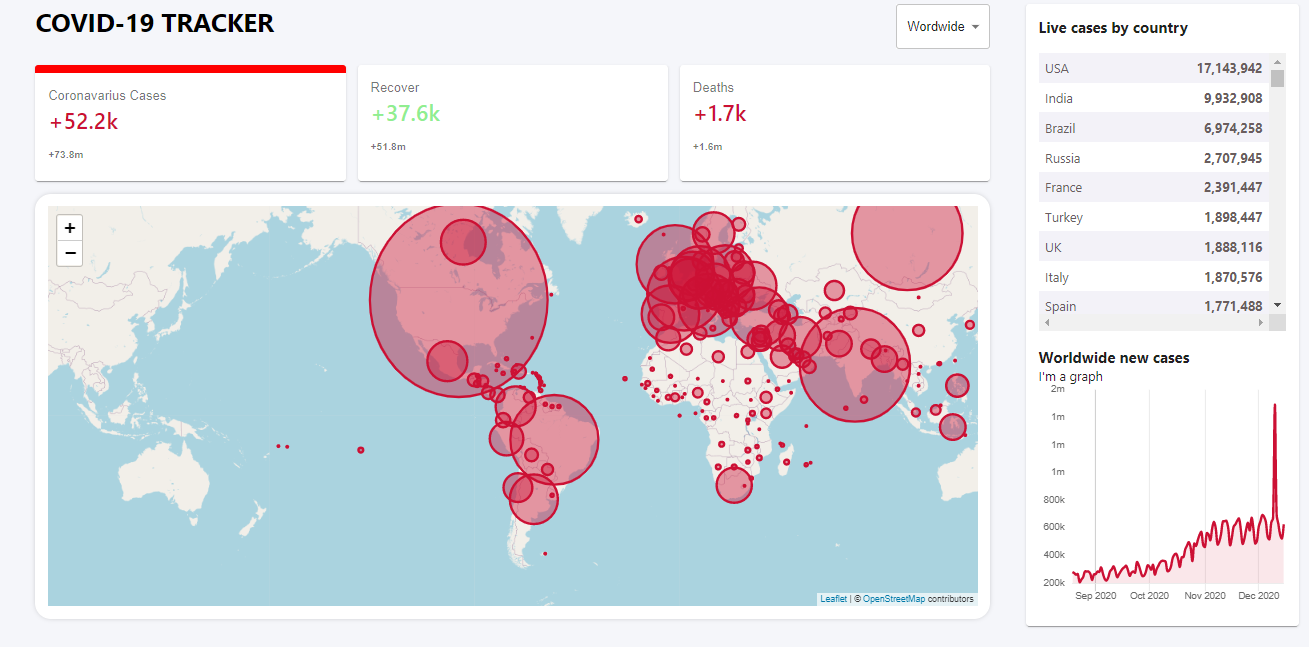 COVID-19 TRACKER
Wordwide
Coronavarius Cases
+52.2k
+73.8m
Recover
+37.6k
+51.8m
Deaths
+1.7k
+1.6m
+
−
Leaflet | © OpenStreetMap contributors
Live cases by country
USA 17,143,942
India 9,932,908
Brazil 6,974,258
Russia 2,707,945
France 2,391,447
Turkey 1,898,447
UK 1,888,116
Italy 1,870,576
Spain 1,771,488
Worldwide new cases
I'm a graph
2m
1m
1m
1m
800k
600k
400k
200k
Sep 2020 Oct 2020 Nov 2020 Dec 2020